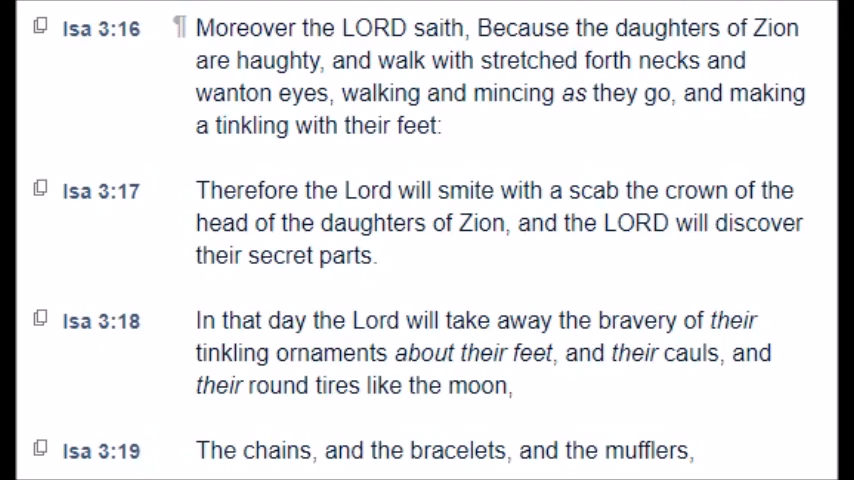 Isa 3:16 ¶ Moreover the LORD saith, Because the daughters of Zion
are haughty, and walk with stretched forth necks and
wanton eyes, walking and mincing as they go, and making
a tinkling with their feet:
Isa 3:17 Therefore the Lord will smite with a scab the crown of the
head of the daughters of Zion, and the LORD will discover
their secret parts.
Isa 3:18 In that day the Lord will take away the bravery of their
tinkling ornaments about their feet, and their cauls, and
their round tires like the moon,
Isa 3:19 The chains, and the bracelets, and the mufflers,